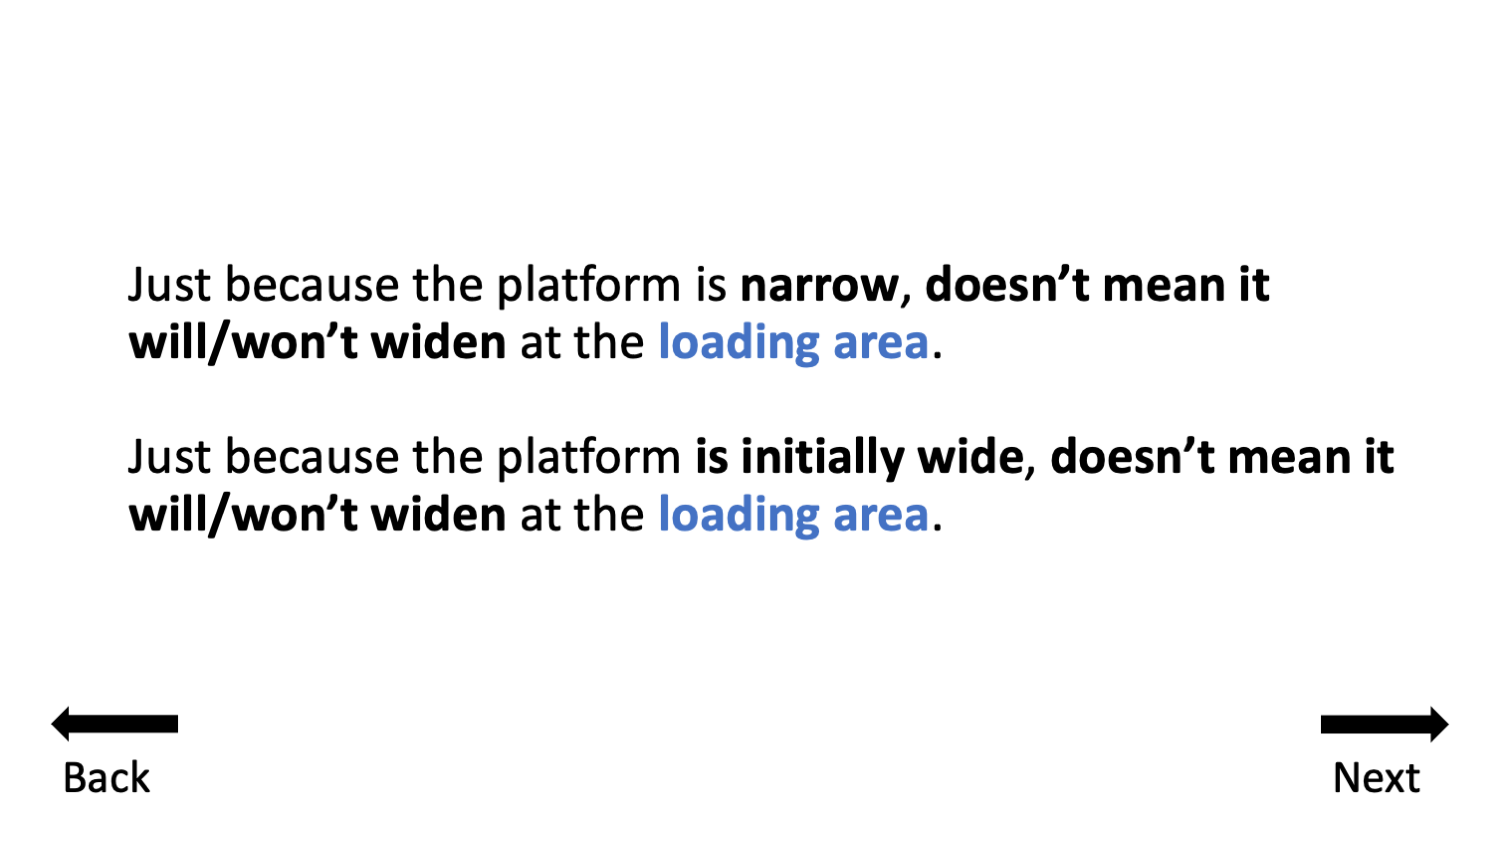 Just because the platform is narrow, doesn’t mean it
will/won’t widen at the loading area.
Just because the platform is initially wide, doesn’t mean it
will/won’t widen at the loading area.
Back
Next